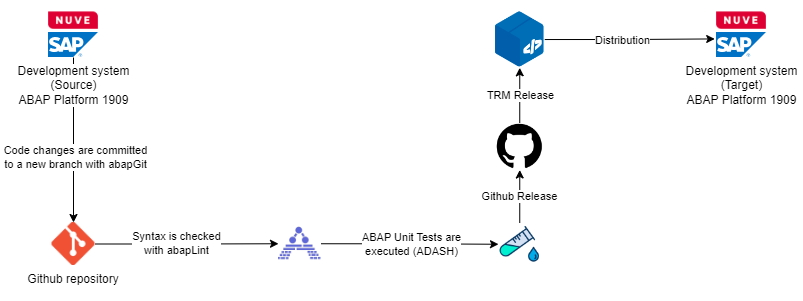 NUVE
SAP
Development system
(Source)
ABAP Platform 1909
Code changes are committed
to a new branch with abapGit
Github repository
Syntax is checked
with abapLint
ABAP Unit Tests are
executed (ADASH)
Github Release
TRM Release
Distribution
NUVE
SAP
Development system
(Target)
ABAP Platform 1909